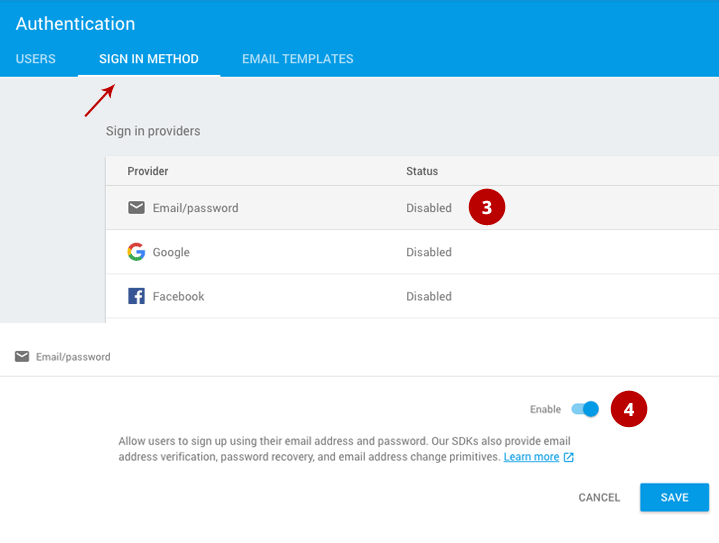 Authentication
USERS SIGN IN METHOD EMAIL TEMPLATES
Sign in providers
Provider Status
Email/password Disabled 3
Google Disabled
Facebook Disabled
Email/password
Enable 4
Allow users to sign up using their email address and password. Our SDKs also provide email
address verification, password recovery, and email address change primitives. Learn more
CANCEL SAVE